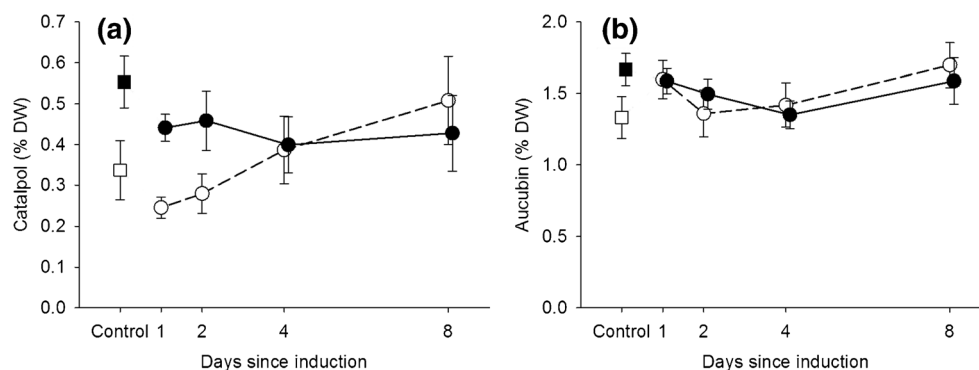 (a)
Catalpol (% DW)
0.7
0.6
0.5
0.4
0.3
0.2
0.1
0.0
Control 1 2 4 8
Days since induction
(b)
Aucubin (% DW)
2.0
1.5
1.0
0.5
0.0
Control 1 2 4 8
Days since induction